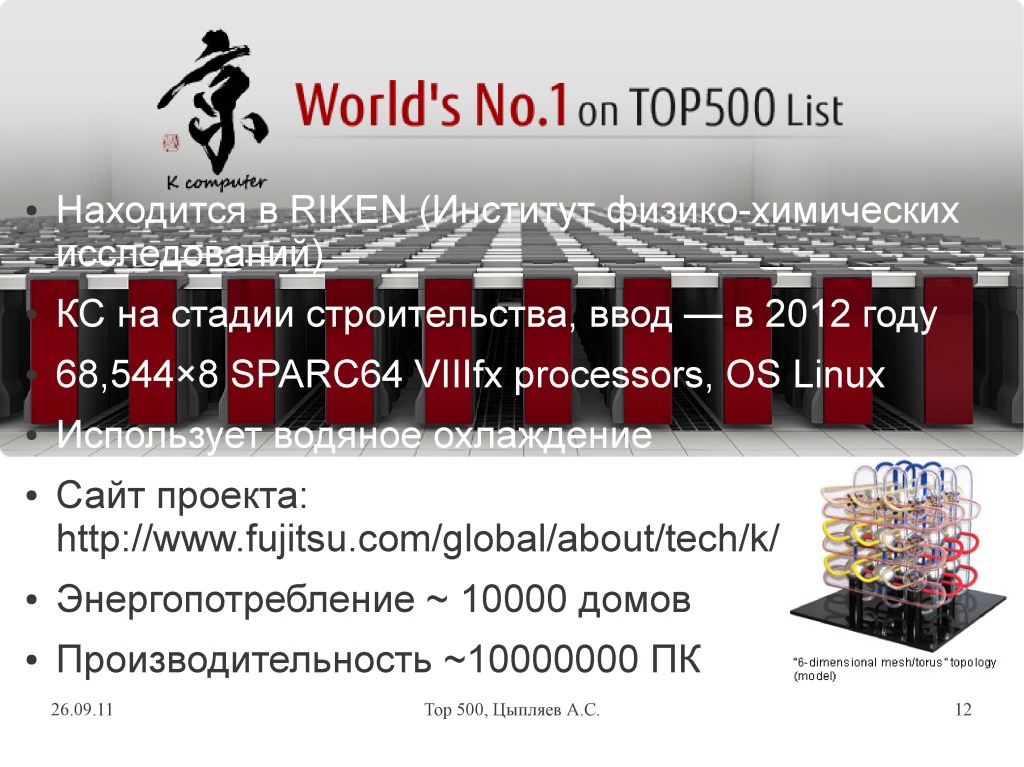 京
K computer
World's No.1 on TOP500 List
• Находится в RIKEN (Институт физико-химических
исследований)
• КС на стадии строительства, ввод — в 2012 году
• 68,544×8 SPARC64 VIIIfx processors, OS Linux
• Использует водяное охлаждение
• Сайт проекта:
http://www.fujitsu.com/global/about/tech/k/
• Энергопотребление ~ 10000 домов
• Производительность ~10000000 ПК
"6-dimensional mesh/torus" topology
(model)
26.09.11
Top 500, Цыпляев А.С.
12